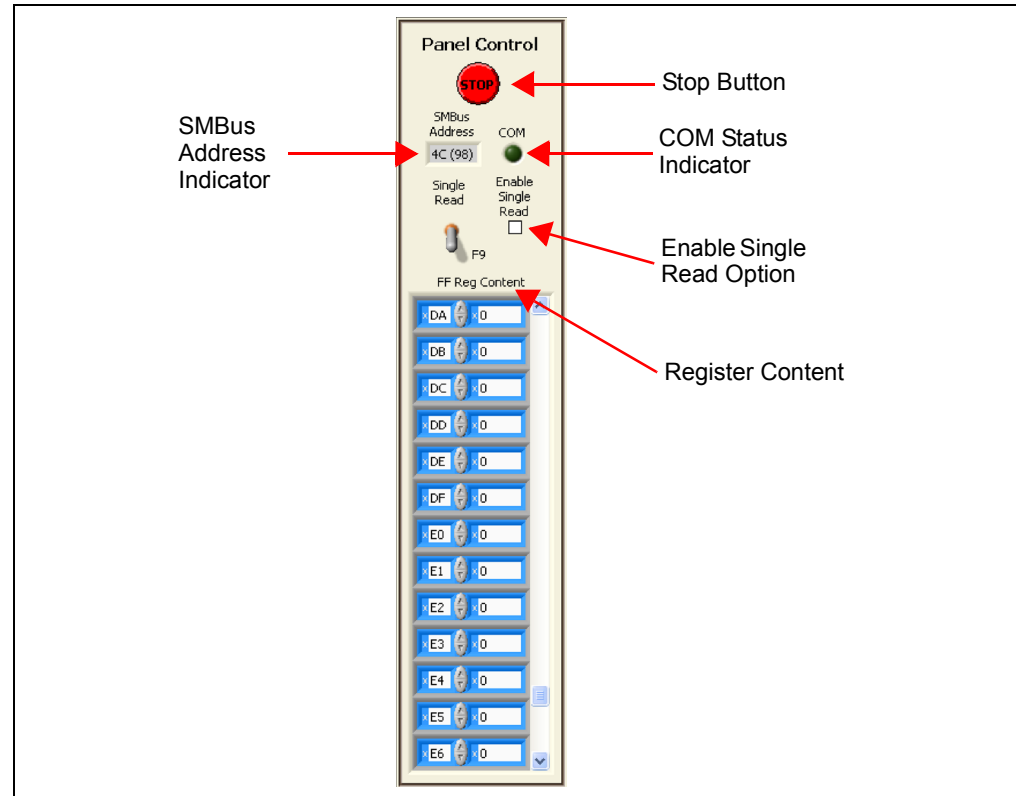 Panel Control
STOP
Stop Button
SMBus
Address
Indicator
SMBus
Address
4C (98)
COM
COM Status
Indicator
Single
Read
F9
Enable
Single
Read
Enable Single
Read Option
FF Reg Content
Register Content
x DA x 0
x DB x 0
x DC x 0
x DD x 0
x DE x 0
x DF x 0
x E0 x 0
x E1 x 0
x E2 x 0
x E3 x 0
x E4 x 0
x E5 x 0
x E6 x 0